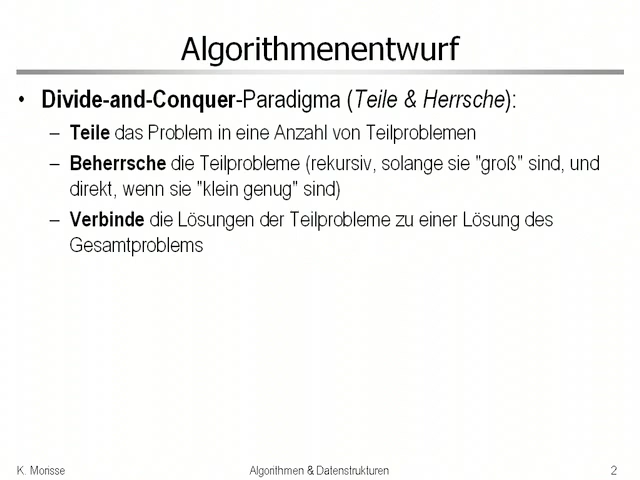 Algorithmenentwurf
• Divide-and-Conquer-Paradigma (Teile & Herrsche):
– Teile das Problem in eine Anzahl von Teilproblemen
– Beherrsche die Teilprobleme (rekursiv, solange sie "groß" sind, und
direkt, wenn sie "klein genug" sind)
– Verbinde die Lösungen der Teilprobleme zu einer Lösung des
Gesamtproblems
K. Morisse Algorithmen & Datenstrukturen 2